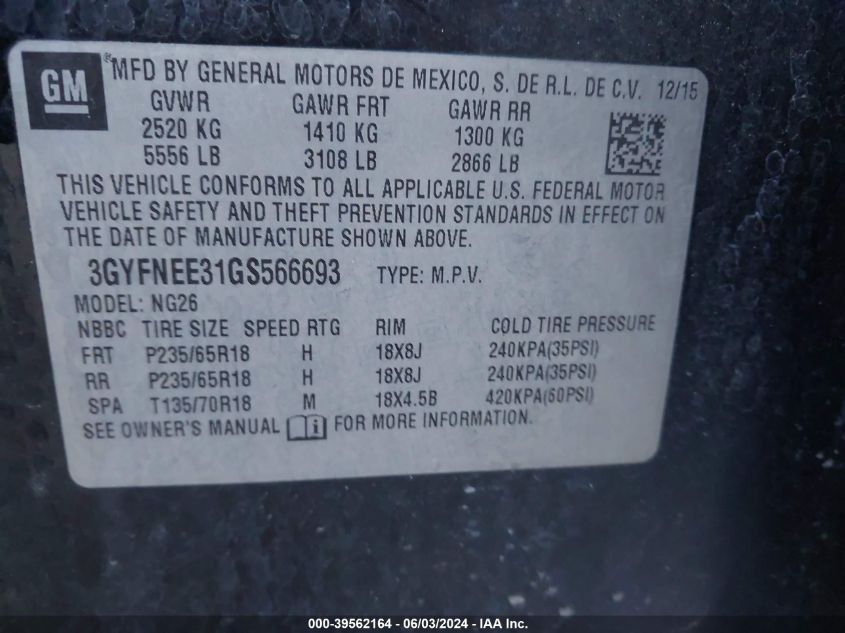 GM ® MFD BY GENERAL MOTORS DE MEXICO, S. DE R.L. DE C.V. 12/15
GVWR GAWR FRT GAWR RR
2520 KG 1410 KG 1300 KG
5556 LB 3108 LB 2866 LB
THIS VEHICLE CONFORMS TO ALL APPLICABLE U.S. FEDERAL MOTOR
VEHICLE SAFETY AND THEFT PREVENTION STANDARDS IN EFFECT ON
THE DATE OF MANUFACTURE SHOWN ABOVE.
3GYFNEE31GS566693 TYPE: M.P.V.
MODEL: NG26
NBBC TIRE SIZE SPEED RTG RIM COLD TIRE PRESSURE
FRT P235/65R18 H 18X8J 240KPA(35PSI)
RR P235/65R18 H 18X8J 240KPA(35PSI)
SPA T135/70R18 M 18X4.5B 420KPA(60PSI)
SEE OWNER'S MANUAL i FOR MORE INFORMATION.
000-39562164 | 06/03/2024 - IAA Inc.